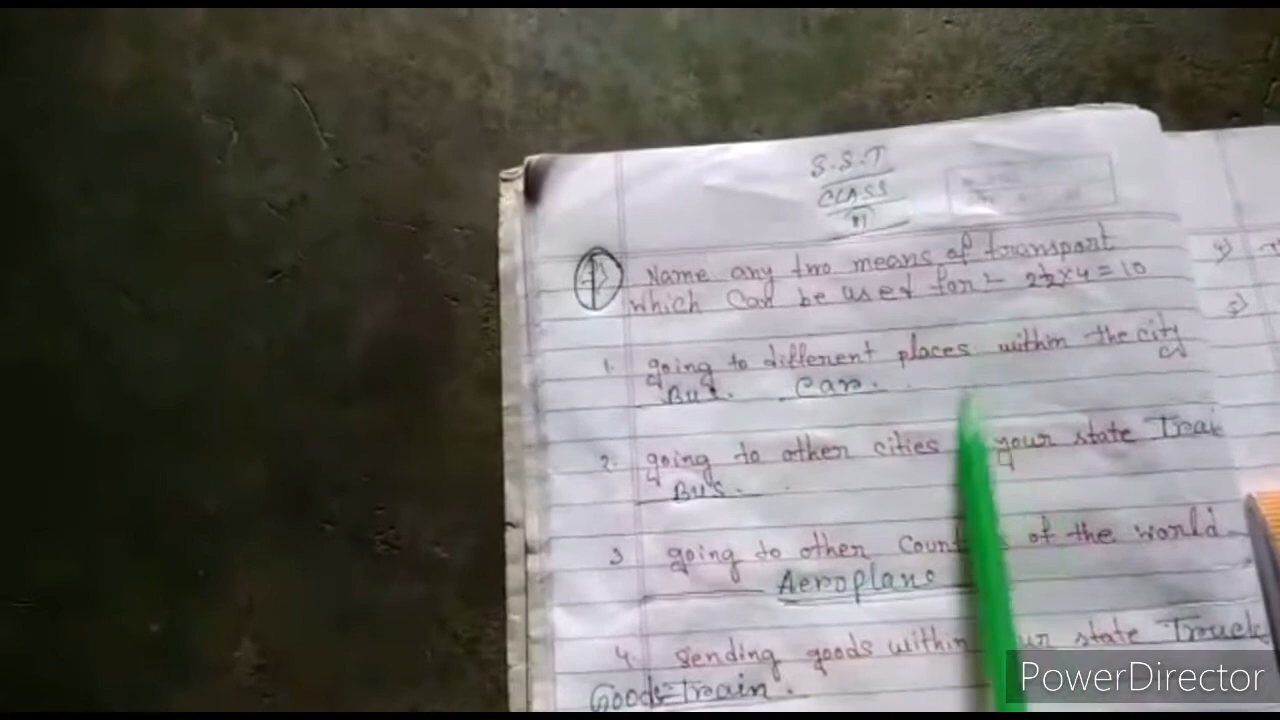 S.S.T
CLASS
Name any two means of transport
which can be used for :- 2½×4=10
1. going to different places within the city
Bus. Car.
2. going to other cities your state
Bus.
3 going to other of the world
Aeroplane
4. sending goods within state Truck
Goods Train.
4)
5)
PowerDirector